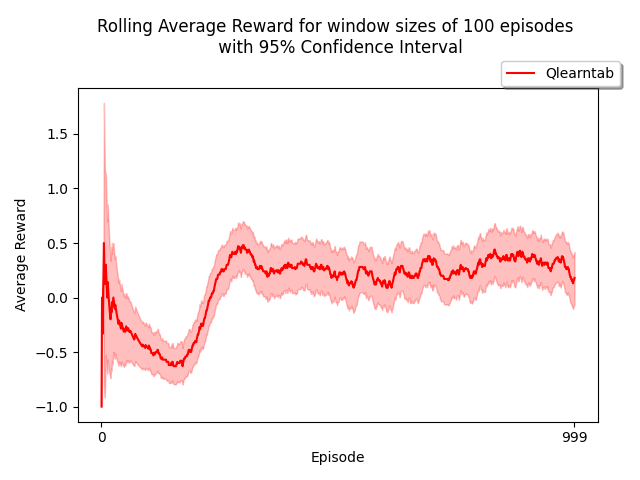 Rolling Average Reward for window sizes of 100 episodes
with 95% Confidence Interval
Qlearntab
1.5
1.0
0.5
0.0
−0.5
−1.0
Average Reward
0
999
Episode